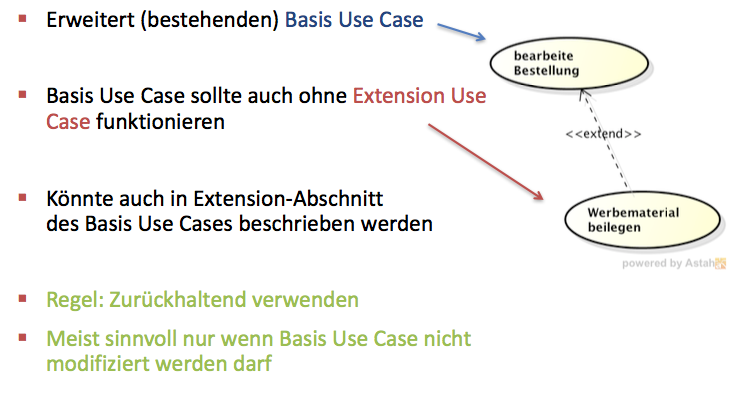 Erweitert (bestehenden) Basis Use Case
Basis Use Case sollte auch ohne Extension Use
Case funktionieren
Könnte auch in Extension-Abschnitt
des Basis Use Cases beschrieben werden
Regel: Zurückhaltend verwenden
Meist sinnvoll nur wenn Basis Use Case nicht
modifiziert werden darf
bearbeite
Bestellung
<<extend>>
Werbematerial
beilegen
powered by Astah